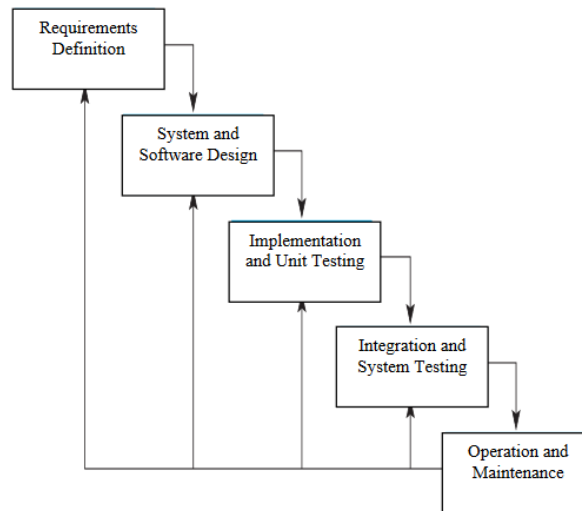 Requirements
Definition
System and
Software Design
Implementation
and Unit Testing
Integration and
System Testing
Operation and
Maintenance